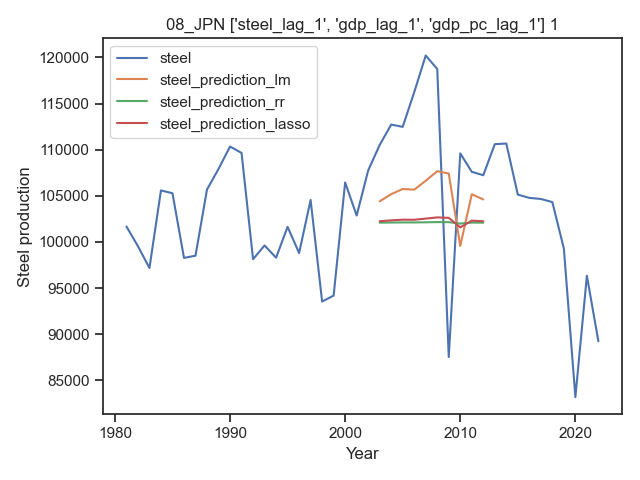 08_JPN ['steel_lag_1', 'gdp_lag_1', 'gdp_pc_lag_1'] 1
steel
steel_prediction_lm
steel_prediction_rr
steel_prediction_lasso
Steel production
120000
115000
110000
105000
100000
95000
90000
85000
1980
1990
2000
2010
2020
Year